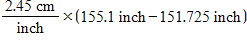 2.45 cm/inch × (155.1 inch − 151.725 inch)